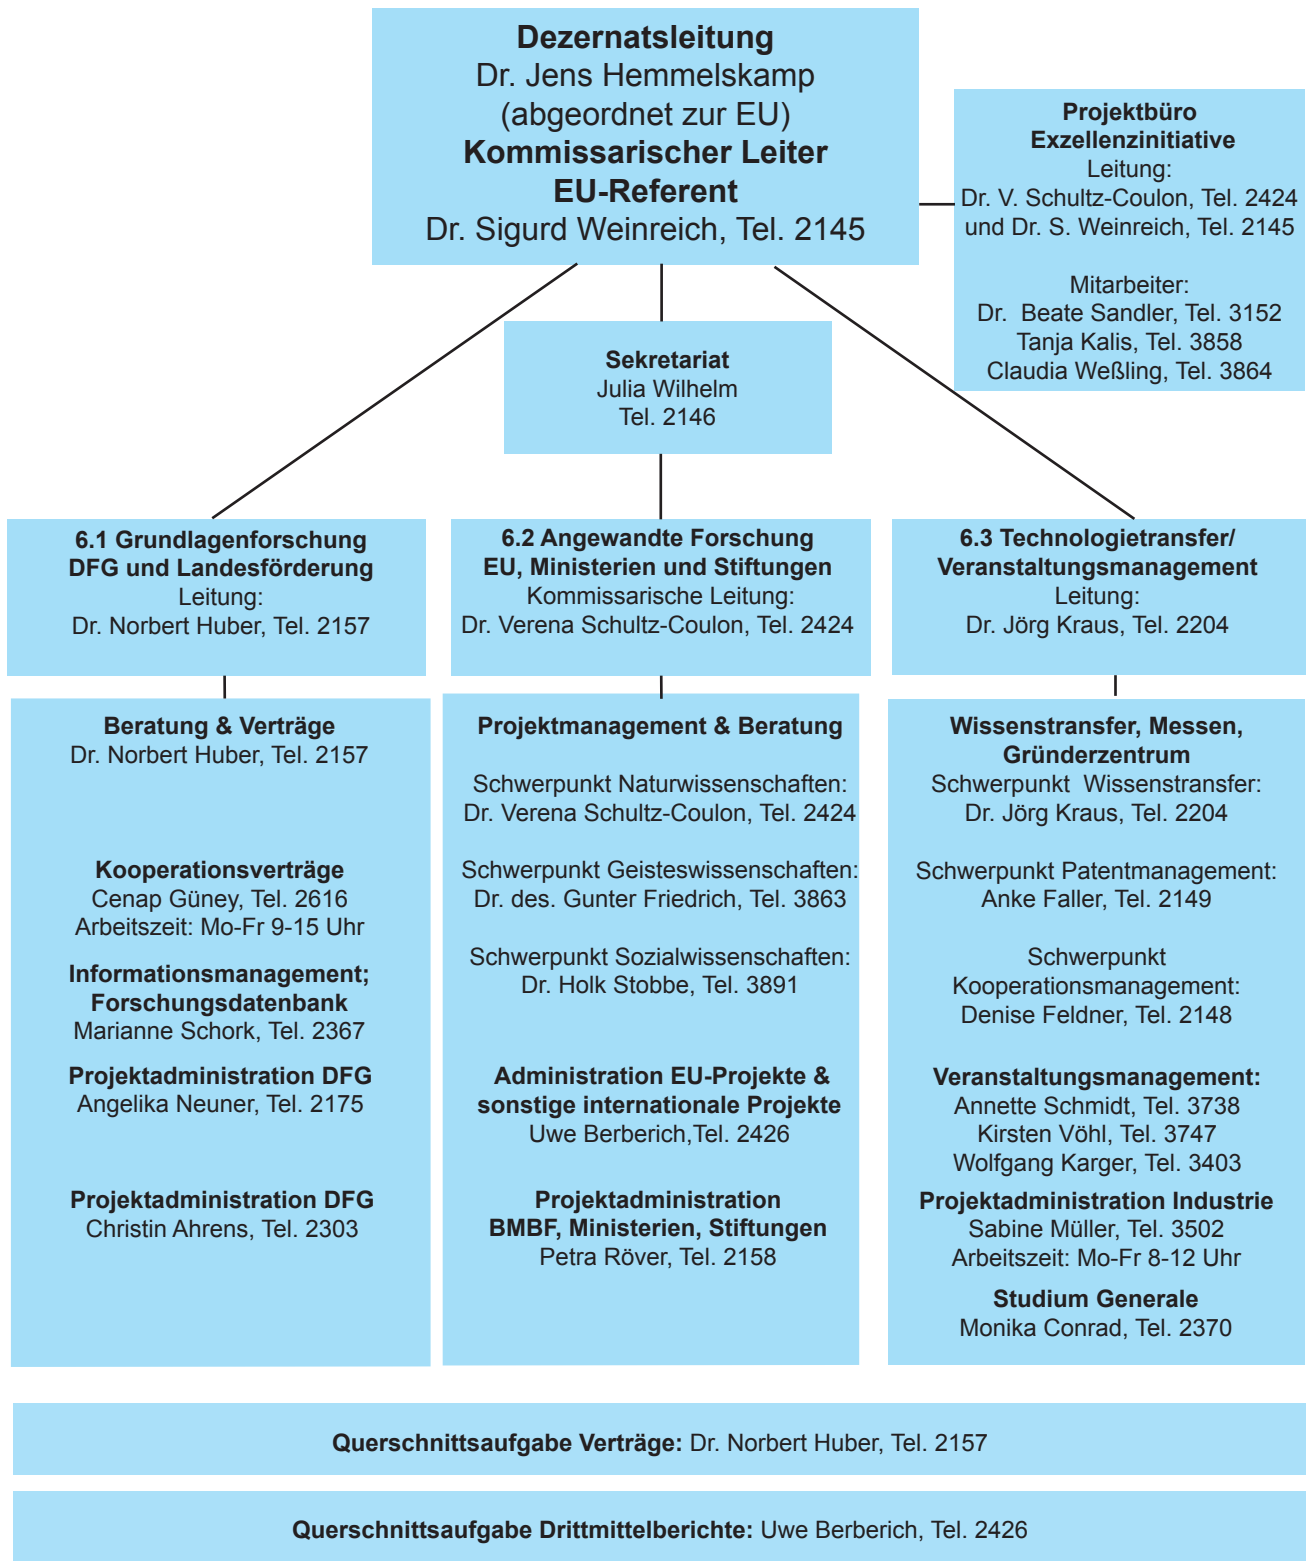 Dezernatsleitung
Dr. Jens Hemmelskamp
(abgeordnet zur EU)
Kommissarischer Leiter
EU-Referent
Dr. Sigurd Weinreich, Tel. 2145
Projektbüro
Exzellenzinitiative
Leitung:
Dr. V. Schultz-Coulon, Tel. 2424
und Dr. S. Weinreich, Tel. 2145
Mitarbeiter:
Dr. Beate Sandler, Tel. 3152
Tanja Kalis, Tel. 3858
Claudia Weßling, Tel. 3864
Sekretariat
Julia Wilhelm
Tel. 2146
6.1 Grundlagenforschung
DFG und Landesförderung
Leitung:
Dr. Norbert Huber, Tel. 2157
6.2 Angewandte Forschung
EU, Ministerien und Stiftungen
Kommissarische Leitung:
Dr. Verena Schultz-Coulon, Tel. 2424
6.3 Technologietransfer/
Veranstaltungsmanagement
Leitung:
Dr. Jörg Kraus, Tel. 2204
Beratung & Verträge
Dr. Norbert Huber, Tel. 2157
Kooperationsverträge
Cenap Güney, Tel. 2616
Arbeitszeit: Mo-Fr 9-15 Uhr
Informationsmanagement;
Forschungsdatenbank
Marianne Schork, Tel. 2367
Projektadministration DFG
Angelika Neuner, Tel. 2175
Projektadministration DFG
Christin Ahrens, Tel. 2303
Projektmanagement & Beratung
Schwerpunkt Naturwissenschaften:
Dr. Verena Schultz-Coulon, Tel. 2424
Schwerpunkt Geisteswissenschaften:
Dr. des. Gunter Friedrich, Tel. 3863
Schwerpunkt Sozialwissenschaften:
Dr. Holk Stobbe, Tel. 3891
Administration EU-Projekte &
sonstige internationale Projekte
Uwe Berberich,Tel. 2426
Projektadministration
BMBF, Ministerien, Stiftungen
Petra Röver, Tel. 2158
Wissenstransfer, Messen,
Gründerzentrum
Schwerpunkt Wissenstransfer:
Dr. Jörg Kraus, Tel. 2204
Schwerpunkt Patentmanagement:
Anke Faller, Tel. 2149
Schwerpunkt
Kooperationsmanagement:
Denise Feldner, Tel. 2148
Veranstaltungsmanagement:
Annette Schmidt, Tel. 3738
Kirsten Vöhl, Tel. 3747
Wolfgang Karger, Tel. 3403
Projektadministration Industrie
Sabine Müller, Tel. 3502
Arbeitszeit: Mo-Fr 8-12 Uhr
Studium Generale
Monika Conrad, Tel. 2370
Querschnittsaufgabe Verträge: Dr. Norbert Huber, Tel. 2157
Querschnittsaufgabe Drittmittelberichte: Uwe Berberich, Tel. 2426